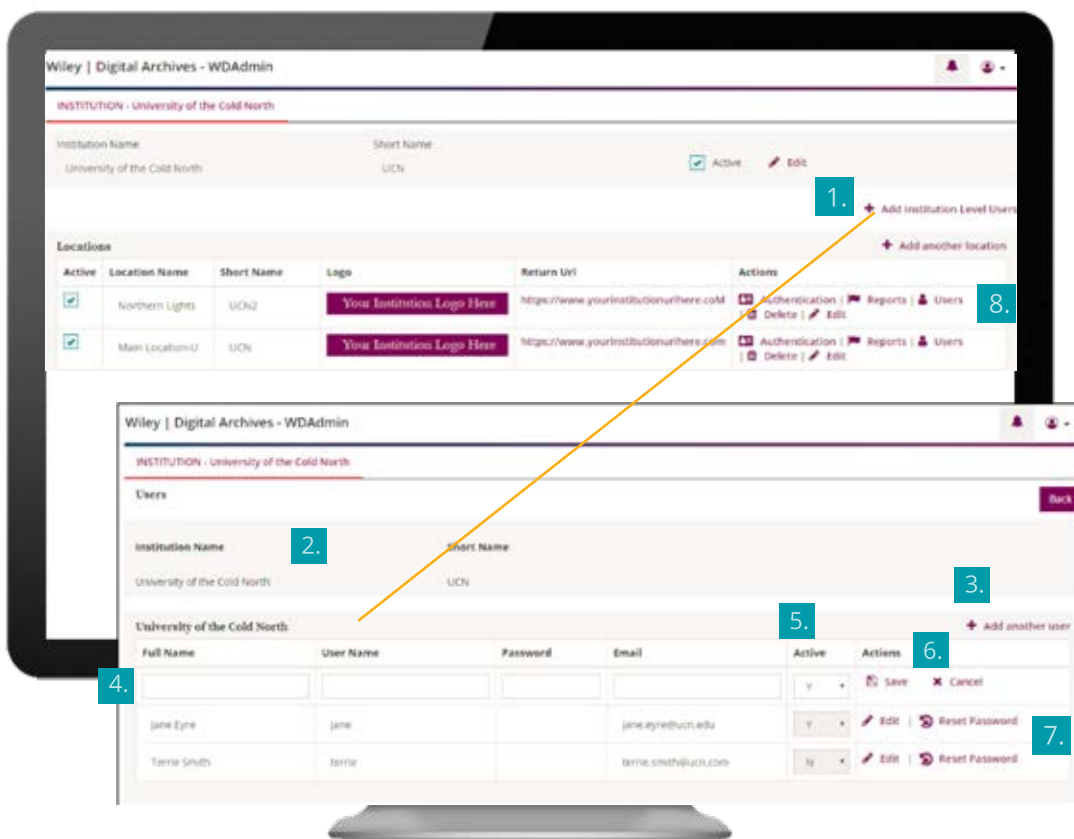 Wiley | Digital Archives - WDAdmin
INSTITUTION - University of the Cold North
Institution Name Short Name
University of the Cold North UCN Active Edit
1.
Add Institution Level Users
Locations Add another location
Active Location Name Short Name Logo Return Url Actions
Northern Lights UCN2 Your Institution Logo Here https://www.yourinstitutionurlhere.coM Authentication | Reports | Users 8.
| Delete | Edit
Main Location-U UCN Your Institution Logo Here https://www.yourinstitutionurlhere.com Authentication | Reports | Users
| Delete | Edit
Wiley | Digital Archives - WDAdmin
INSTITUTION - University of the Cold North
Users Back
Institution Name 2. Short Name
University of the Cold North UCN
3.
University of the Cold North 5. Add another user
Full Name User Name Password Email Active Actions 6.
4. Y Save Cancel
Jane Eyre jane jane.eyre@ucn.edu Y Edit | Reset Password
7.
Terrie Smith terrie terrie.smith@ucn.com N Edit | Reset Password